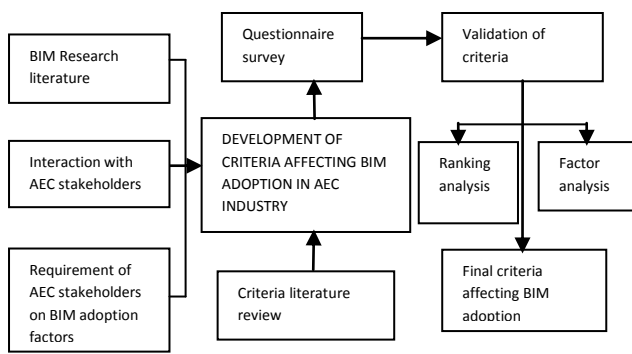 BIM Research
literature
Interaction with
AEC stakeholders
Requirement of
AEC stakeholders
on BIM adoption
factors
Questionnaire
survey
DEVELOPMENT OF
CRITERIA AFFECTING BIM
ADOPTION IN AEC
INDUSTRY
Criteria literature
review
Validation of
criteria
Ranking
analysis
Factor
analysis
Final criteria
affecting BIM
adoption